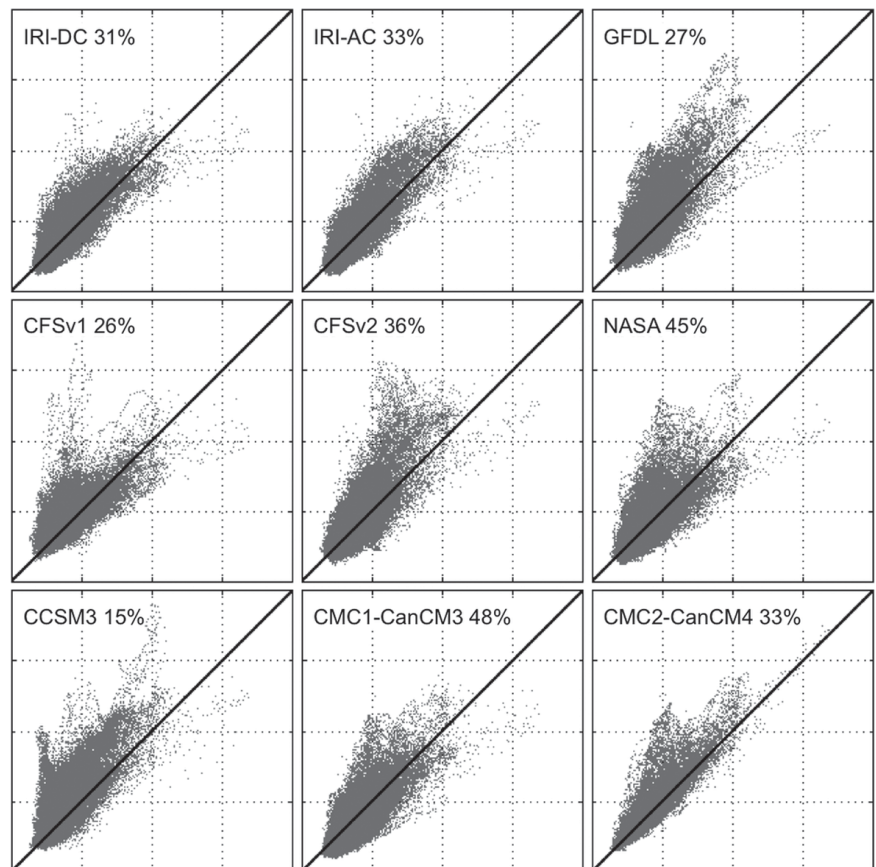 IRI-DC 31%
IRI-AC 33%
GFDL 27%
CFSv1 26%
CFSv2 36%
NASA 45%
CCSM3 15%
CMC1-CanCM3 48%
CMC2-CanCM4 33%